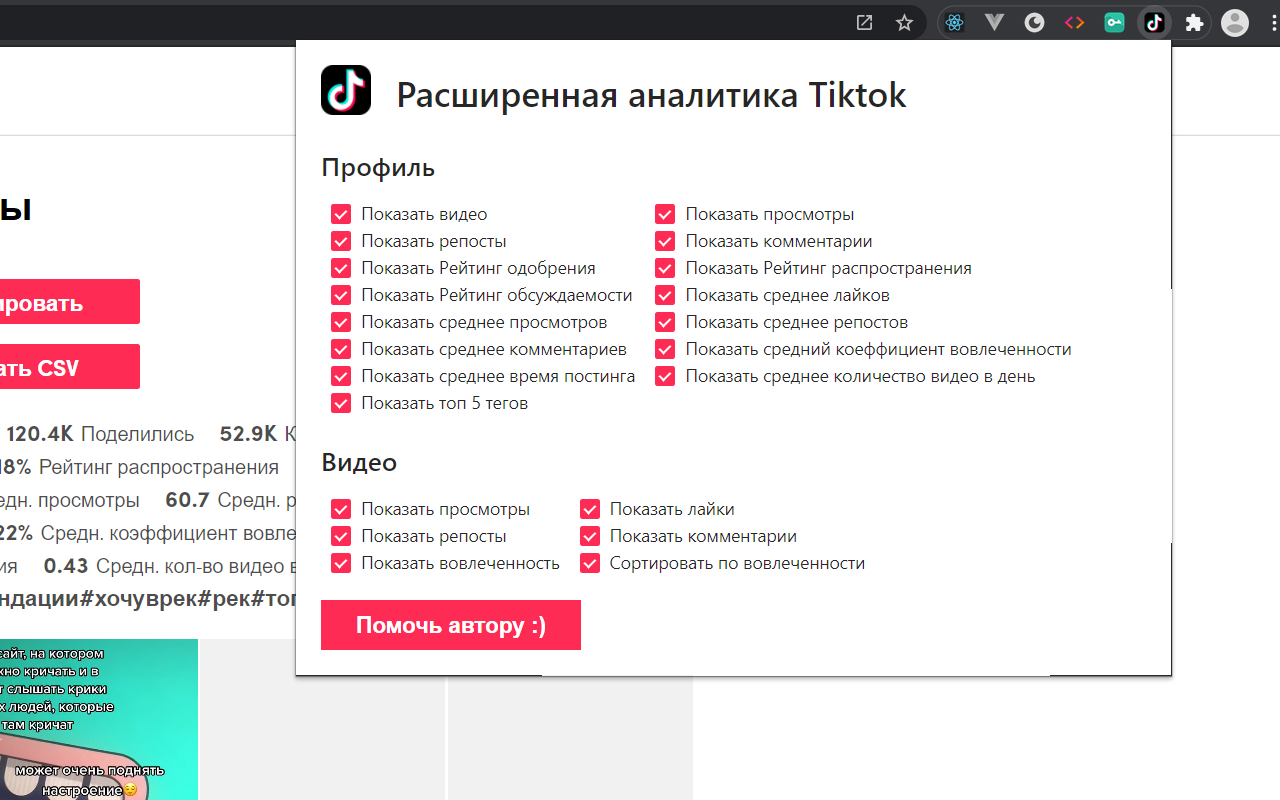 Расширенная аналитика Tiktok
Профиль
Показать видео
Показать просмотры
Показать репосты
Показать комментарии
Показать Рейтинг одобрения
Показать Рейтинг распространения
Показать Рейтинг обсуждаемости
Показать среднее лайков
Показать среднее просмотров
Показать среднее репостов
Показать среднее комментариев
Показать средний коеффициент вовлеченности
Показать среднее время постинга
Показать среднее количество видео в день
Показать топ 5 тегов
Видео
Показать просмотры
Показать лайки
Показать репосты
Показать комментарии
Показать вовлеченность
Сортировать по вовлеченности
Помочь автору :)
ы
ировать
ать CSV
120.4K Поделились 52.9K К
18% Рейтинг распространения
едн. просмотры 60.7 Средн. р
22% Средн. коэффициент вовле
ия 0.43 Средн. кол-во видео в
ндации#хочуврек#рек#топ
сайт, на котором
жно кричать и в
т слышать крики
х людей, которые
там кричат
может очень поднять
настроение😏